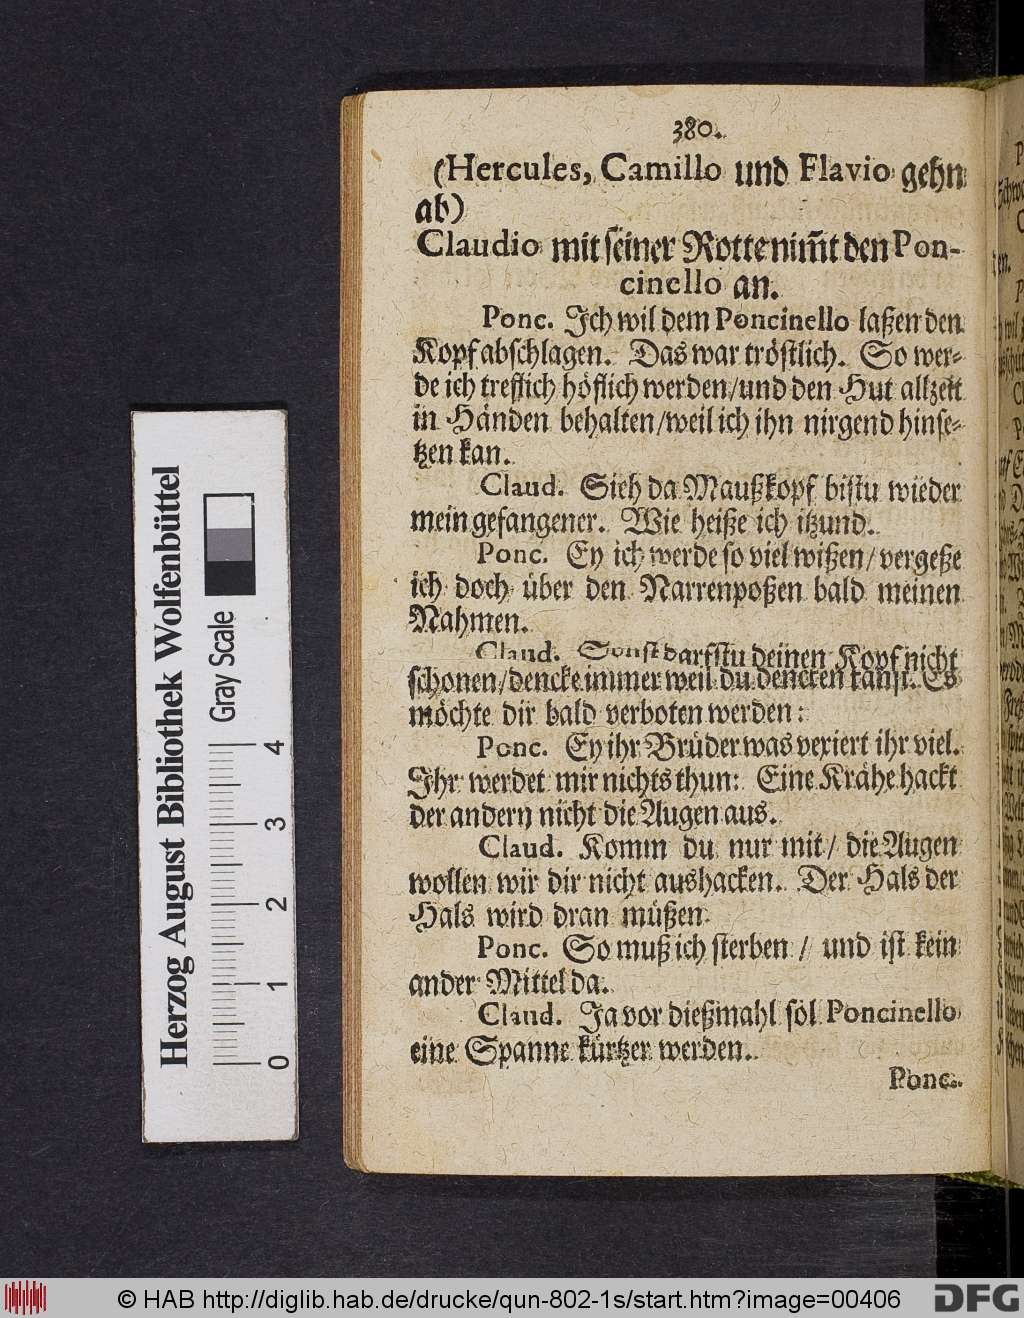 380.
(Hercules, Camillo und Flavio gehn
ab)
Claudio mit seiner Rotte nim̃t den Pon-
cinello an.
Ponc. Ich wil dem Poncinello laßen den
Kopf abschlagen. Das war tröstlich. So wer-
de ich treflich höflich werden/und den Hut allzeit
in Händen behalten/weil ich ihn nirgend hinse-
tzen kan.
Claud. Sieh da Maußkopf bistu wieder
mein gefangener. Wie heiße ich itzund.
Ponc. Ey ich werde so viel wißen/vergeße
ich doch über den Narrenpoßen bald meinen
Nahmen.
Claud. Sonst darfstu deinen Kopf nicht
schonen/dencke immer weil du dencken kanst. Es
möchte dir bald verboten werden:
Ponc. Ey ihr Brüder was vexiert ihr viel.
Ihr werdet mir nichts thun: Eine Krähe hackt
der andern nicht die Augen aus.
Claud. Komm du nur mit/ die Augen
wollen wir dir nicht aushacken. Der Hals der
Hals wird dran müßen.
Ponc. So muß ich sterben / und ist kein
ander Mittel da.
Claud. Ja vor dießmahl sol Poncinello
eine Spanne kürtzer werden.
Ponc.
Herzog August Bibliothek Wolfenbüttel
Gray Scale
0 1 2 3 4
© HAB http://diglib.hab.de/drucke/qun-802-1s/start.htm?image=00406
DFG